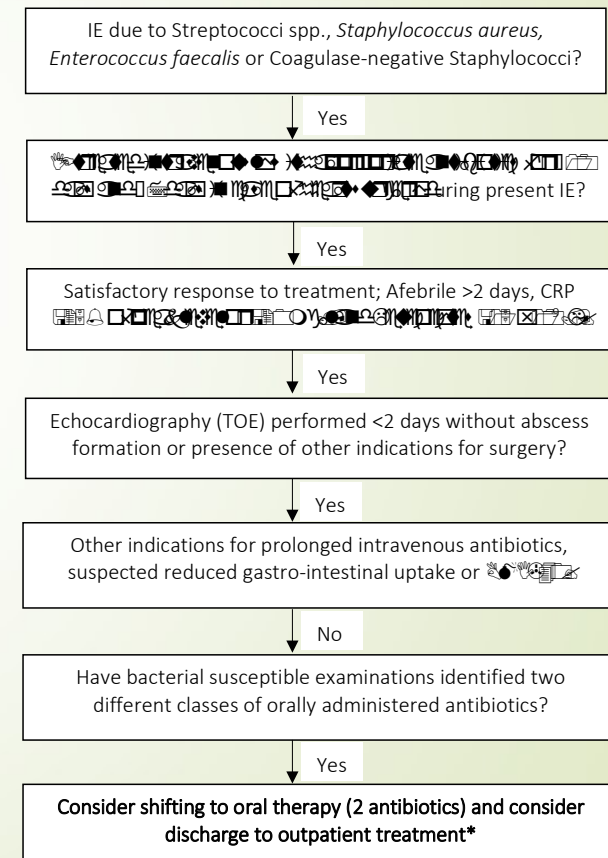 IE due to Streptococci spp., Staphylococcus aureus,
Enterococcus faecalis or Coagulase-negative Staphylococci?
Yes
uring present IE?
Yes
Satisfactory response to treatment; Afebrile >2 days, CRP
Yes
Echocardiography (TOE) performed <2 days without abscess
formation or presence of other indications for surgery?
Yes
Other indications for prolonged intravenous antibiotics,
suspected reduced gastro-intestinal uptake or
No
Have bacterial susceptible examinations identified two
different classes of orally administered antibiotics?
Yes
Consider shifting to oral therapy (2 antibiotics) and consider
discharge to outpatient treatment*